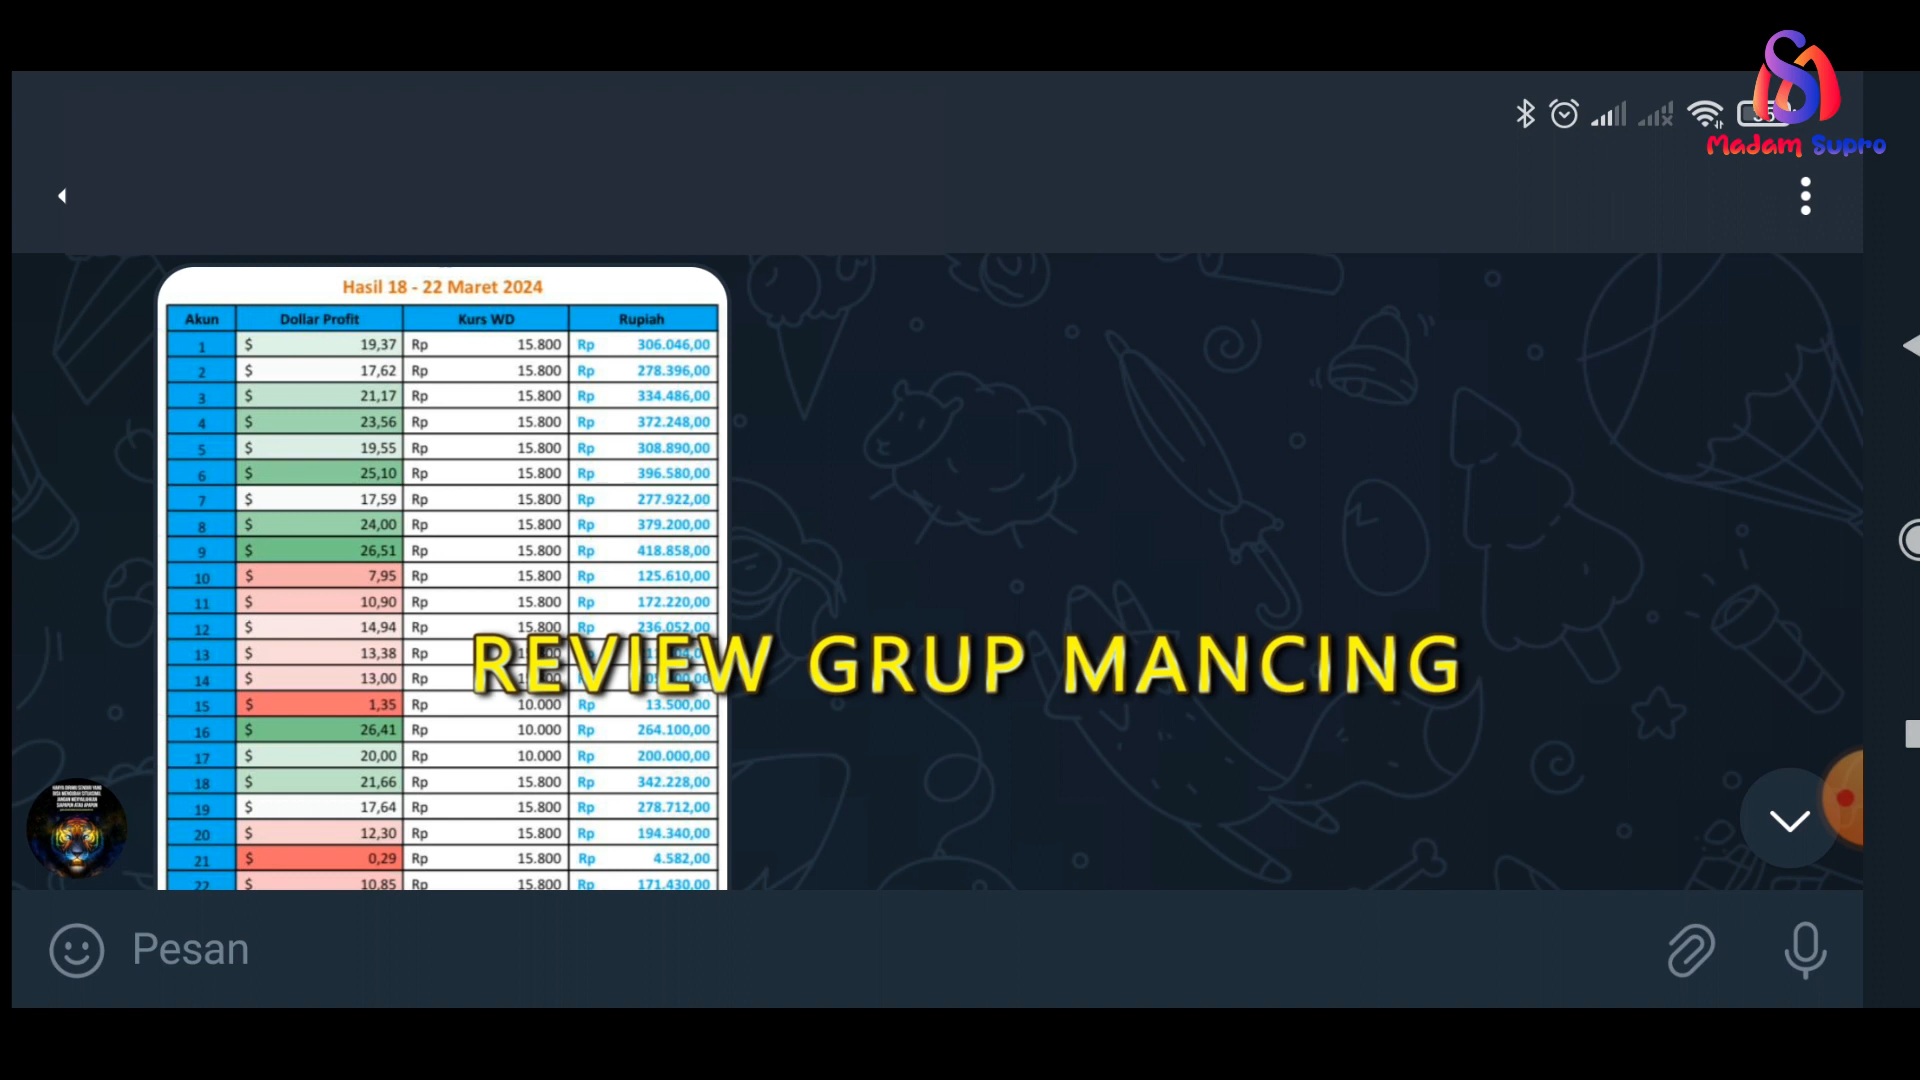 Madam Supro
Hasil 18 - 22 Maret 2024
Akun Dollar Profit Kurs WD Rupiah
1 $ 19,37 Rp 15.800 Rp 306.046,00
2 $ 17,62 Rp 15.800 Rp 278.396,00
3 $ 21,17 Rp 15.800 Rp 334.486,00
4 $ 23,56 Rp 15.800 Rp 372.248,00
5 $ 19,55 Rp 15.800 Rp 308.890,00
6 $ 25,10 Rp 15.800 Rp 396.580,00
7 $ 17,59 Rp 15.800 Rp 277.922,00
8 $ 24,00 Rp 15.800 Rp 379.200,00
9 $ 26,51 Rp 15.800 Rp 418.858,00
10 $ 7,95 Rp 15.800 Rp 125.610,00
11 $ 10,90 Rp 15.800 Rp 172.220,00
12 $ 14,94 Rp 15.800 Rp 236.052,00
13 $ 13,38 Rp
14 $ 13,00 Rp
REVIEW GRUP MANCING
15 $ 1,35 Rp 10.000 Rp 13.500,00
16 $ 26,41 Rp 10.000 Rp 264.100,00
17 $ 20,00 Rp 10.000 Rp 200.000,00
18 $ 21,66 Rp 15.800 Rp 342.228,00
19 $ 17,64 Rp 15.800 Rp 278.712,00
20 $ 12,30 Rp 15.800 Rp 194.340,00
21 $ 0,29 Rp 15.800 Rp 4.582,00
22 $ 10,85 Rp 15.800 Rp 171.430,00
Pesan